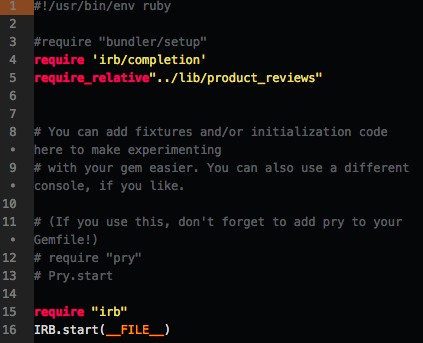 1 #!/usr/bin/env ruby
2
3 #require "bundler/setup"
4 require 'irb/completion'
5 require_relative"../lib/product_reviews"
6
7
8 # You can add fixtures and/or initialization code
• here to make experimenting
9 # with your gem easier. You can also use a different
• console, if you like.
10
11 # (If you use this, don't forget to add pry to your
• Gemfile!)
12 # require "pry"
13 # Pry.start
14
15 require "irb"
16 IRB.start(__FILE__)